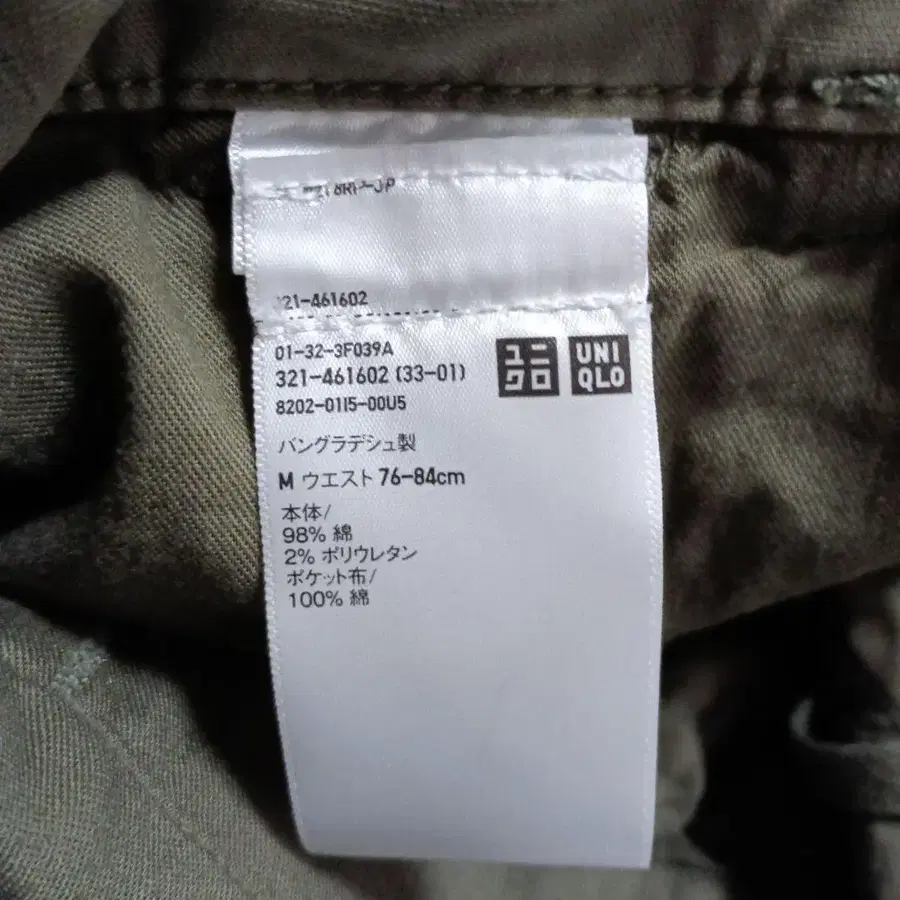 321-461602
01-32-3F039A
321-461602 (33-01)
8202-01I5-00U5
ユニクロ
UNIQLO
バングラデシュ製
M ウエスト 76-84cm
本体/
98% 綿
2% ポリウレタン
ポケット布/
100% 綿